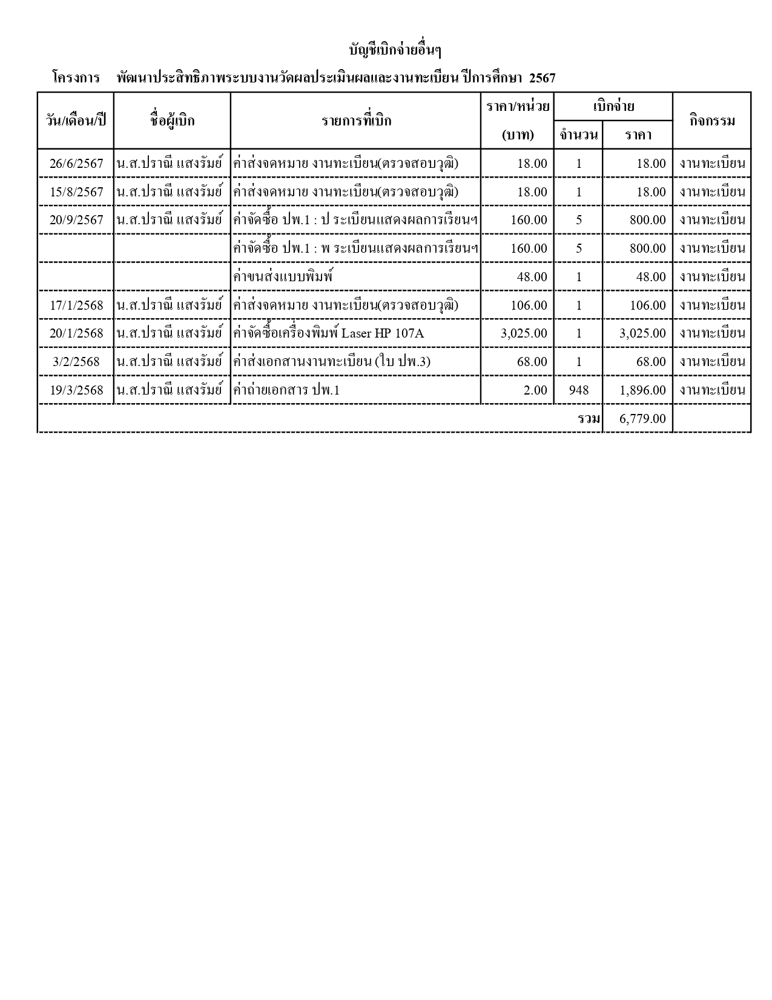 บัญชีเบิกจ่ายอื่นๆ
โครงการ พัฒนาประสิทธิภาพระบบงานวัดผลประเมินผลและงานทะเบียน ปีการศึกษา 2567
วัน/เดือน/ปี ชื่อผู้เบิก รายการที่เบิก ราคา/หน่วย (บาท) เบิกจ่าย กิจกรรม
จำนวน ราคา
26/6/2567 น.ส.ปราณี แสงรัมย์ ค่าส่งจดหมาย งานทะเบียน(ตรวจสอบวุฒิ) 18.00 1 18.00 งานทะเบียน
15/8/2567 น.ส.ปราณี แสงรัมย์ ค่าส่งจดหมาย งานทะเบียน(ตรวจสอบวุฒิ) 18.00 1 18.00 งานทะเบียน
20/9/2567 น.ส.ปราณี แสงรัมย์ ค่าจัดซื้อ ปพ.1 : ป ระเบียนแสดงผลการเรียนฯ 160.00 5 800.00 งานทะเบียน
ค่าจัดซื้อ ปพ.1 : พ ระเบียนแสดงผลการเรียนฯ 160.00 5 800.00 งานทะเบียน
ค่าขนส่งแบบพิมพ์ 48.00 1 48.00 งานทะเบียน
17/1/2568 น.ส.ปราณี แสงรัมย์ ค่าส่งจดหมาย งานทะเบียน(ตรวจสอบวุฒิ) 106.00 1 106.00 งานทะเบียน
20/1/2568 น.ส.ปราณี แสงรัมย์ ค่าจัดซื้อเครื่องพิมพ์ Laser HP 107A 3,025.00 1 3,025.00 งานทะเบียน
3/2/2568 น.ส.ปราณี แสงรัมย์ ค่าส่งเอกสานงานทะเบียน (ใบ ปพ.3) 68.00 1 68.00 งานทะเบียน
19/3/2568 น.ส.ปราณี แสงรัมย์ ค่าถ่ายเอกสาร ปพ.1 2.00 948 1,896.00 งานทะเบียน
รวม 6,779.00